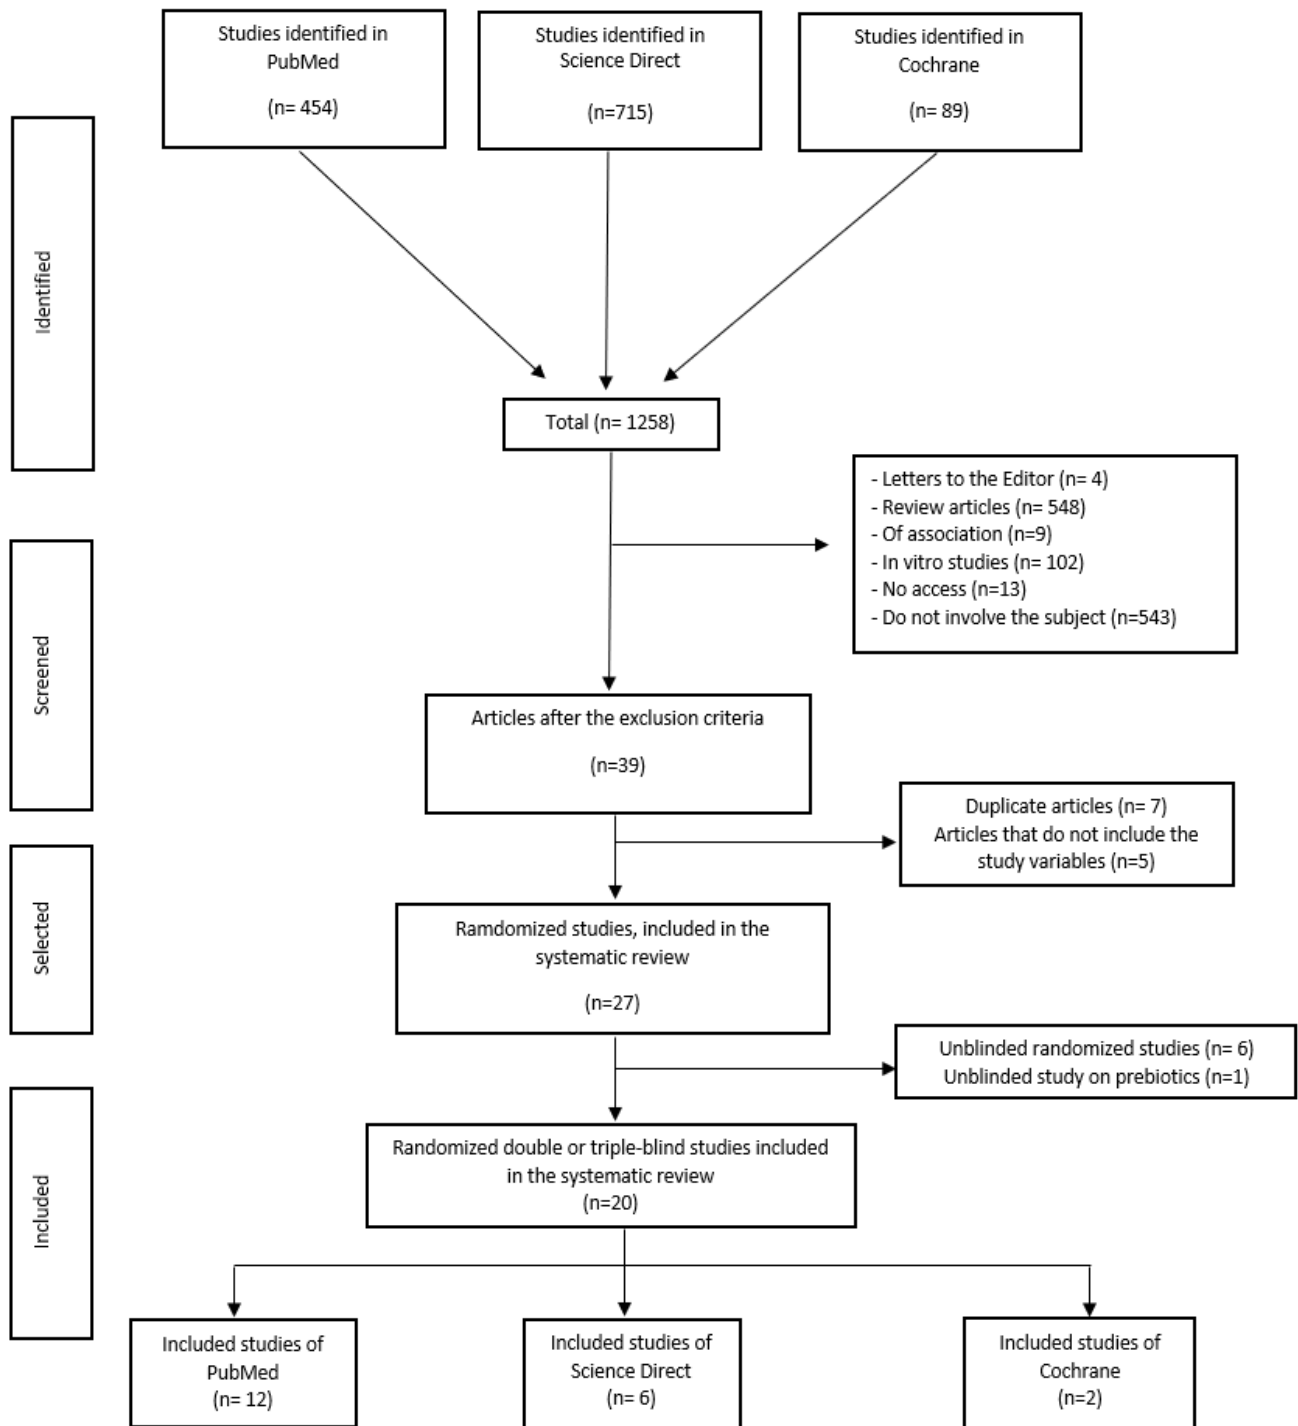 Studies identified in
PubMed
(n= 454)
Studies identified in
Science Direct
(n=715)
Studies identified in
Cochrane
(n= 89)
Identified
Total (n= 1258)
- Letters to the Editor (n= 4)
- Review articles (n= 548)
- Of association (n=9)
- In vitro studies (n= 102)
- No access (n=13)
- Do not involve the subject (n=543)
Screened
Articles after the exclusion criteria
(n=39)
Duplicate articles (n= 7)
Articles that do not include the
study variables (n=5)
Selected
Ramdomized studies, included in the
systematic review
(n=27)
Unblinded randomized studies (n= 6)
Unblinded study on prebiotics (n=1)
Included
Randomized double or triple-blind studies included
in the systematic review
(n=20)
Included studies of
PubMed
(n= 12)
Included studies of
Science Direct
(n= 6)
Included studies of
Cochrane
(n=2)